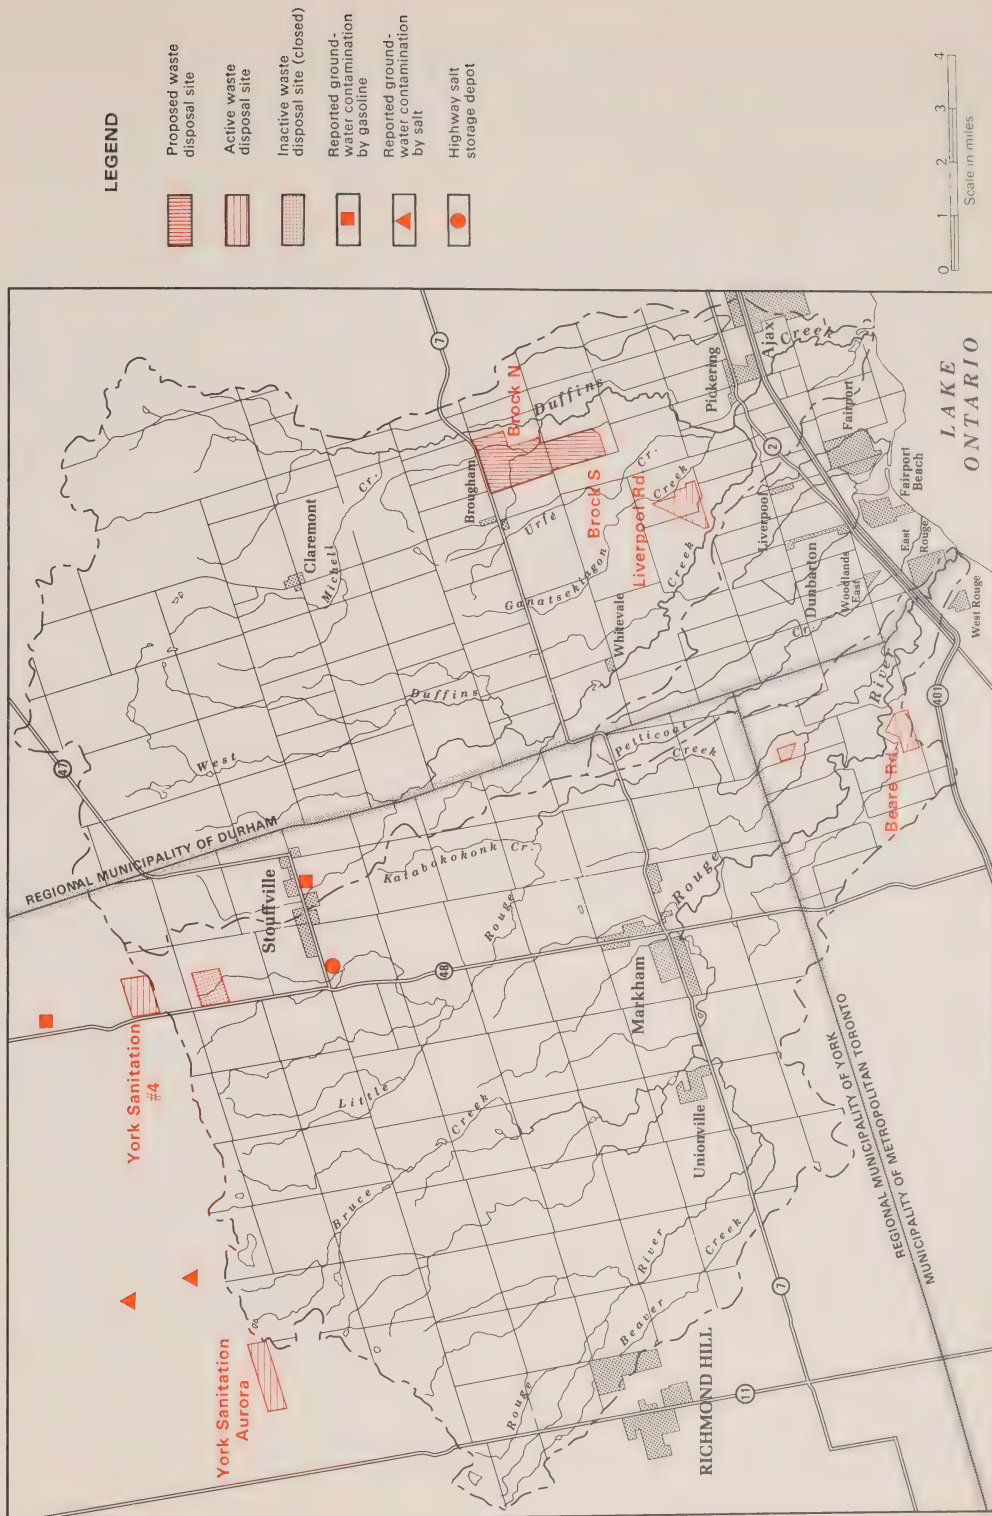 LEGEND
Proposed waste
disposal site
Active waste
disposal site
Inactive waste
disposal site (closed)
Reported ground-
water contamination
by gasoline
Reported ground-
water contamination
by salt
Highway salt
storage depot
0 1 2 3 4
Scale in miles
47
REGIONAL MUNICIPALITY OF DURHAM
York Sanitation
#4
York Sanitation
Aurora
Stouffville
48
Claremont
Michell
Cr.
West
Duffins
7
Brougham
Brock N
Duffins
Brock S
Urfé
Cr.
Ganatsekingon
Creek
Liverpool Rd
Whitevale
Creek
Pickering
Ajax
Creek
2
Liverpool
Fairport
Fairport
Beach
Dunbarton
Woodlands
East
East
Rouge
West Rouge
LAKE
ONTARIO
Petticoat
Creek
Cr.
River
Beare Rd.
401
Katabokokonk Cr.
Rouge
Rouge
Little
Markham
Unionville
Bruce
Creek
River
Beaver
Creek
Rouge
RICHMOND HILL
11
7
REGIONAL MUNICIPALITY OF YORK
MUNICIPALITY OF METROPOLITAN TORONTO